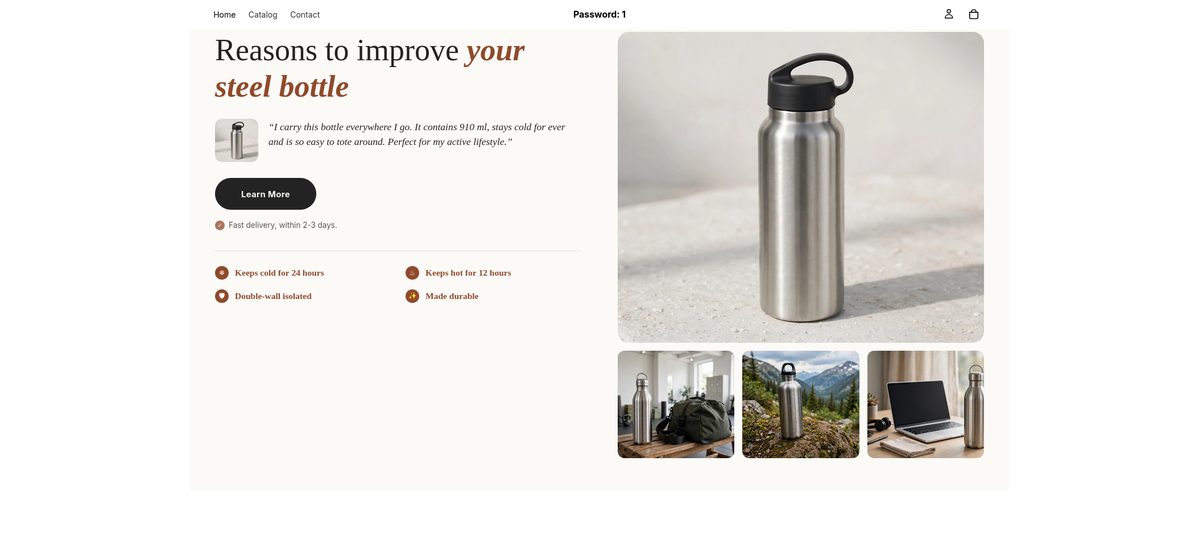 Home Catalog Contact
Password: 1
Reasons to improve your
steel bottle
“I carry this bottle everywhere I go. It contains 910 ml, stays cold for ever
and is so easy to tote around. Perfect for my active lifestyle.”
Learn More
Fast delivery, within 2-3 days.
Keeps cold for 24 hours
Keeps hot for 12 hours
Double-wall isolated
Made durable